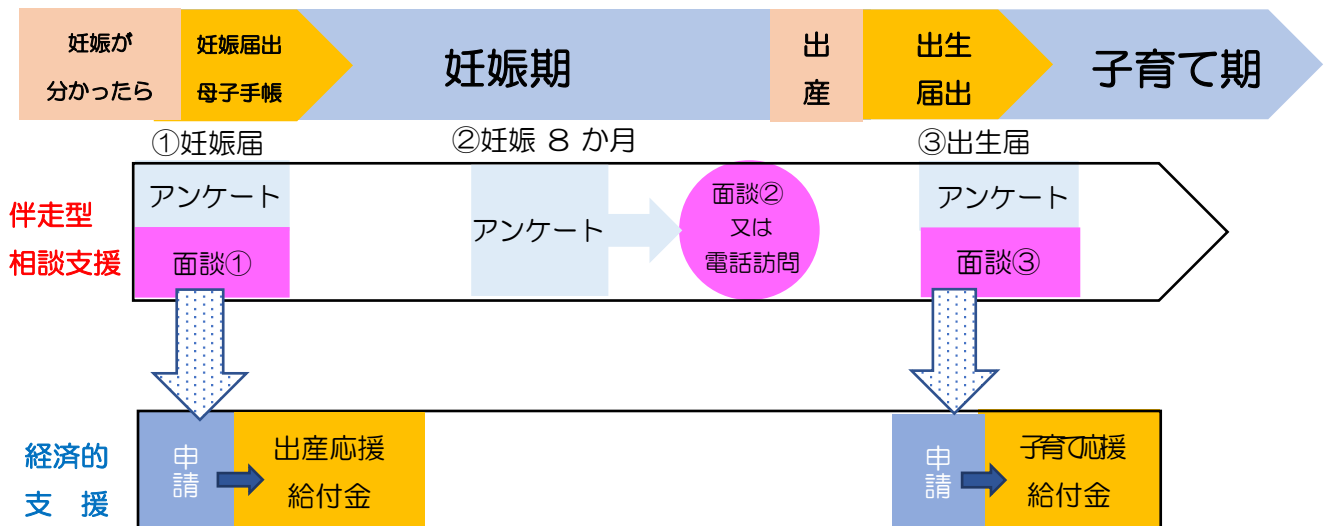 妊娠が
分かったら
妊娠届出
母子手帳
妊娠期
出
産
出生
届出
子育て期
①妊娠届
②妊娠 8 か月
③出生届
伴走型
相談支援
アンケート
面談①
アンケート
面談②
又は
電話訪問
アンケート
面談③
経済的
支 援
申
請
出産応援
給付金
申
請
子育て応援
給付金